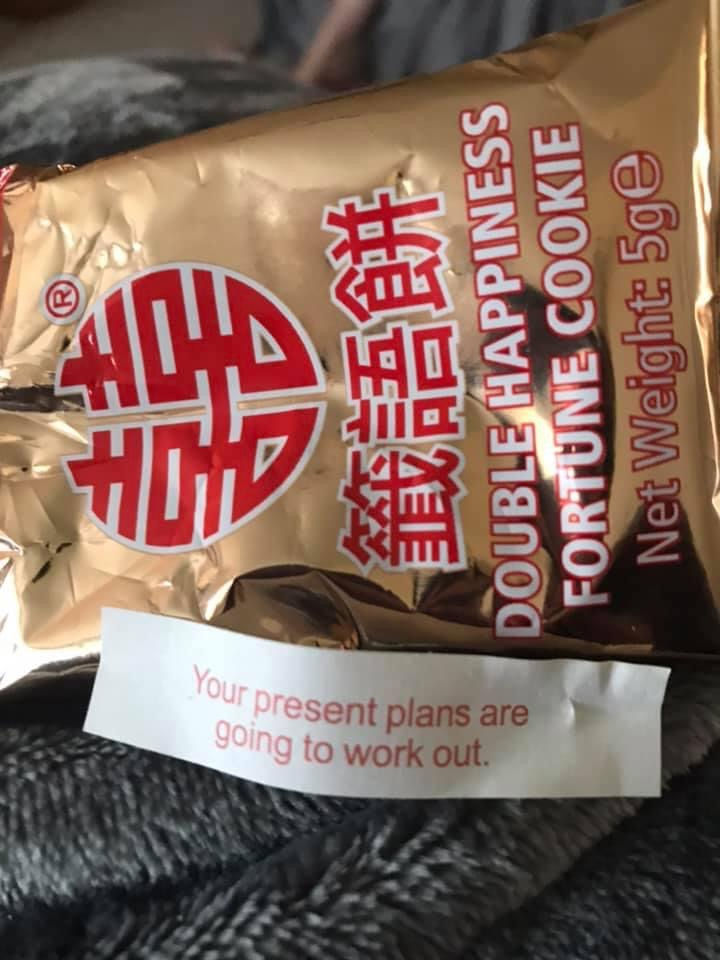 ®
囍
籤語餅
DOUBLE HAPPINESS
FORTUNE COOKIE
Net Weight: 5g℮
Your present plans are
going to work out.